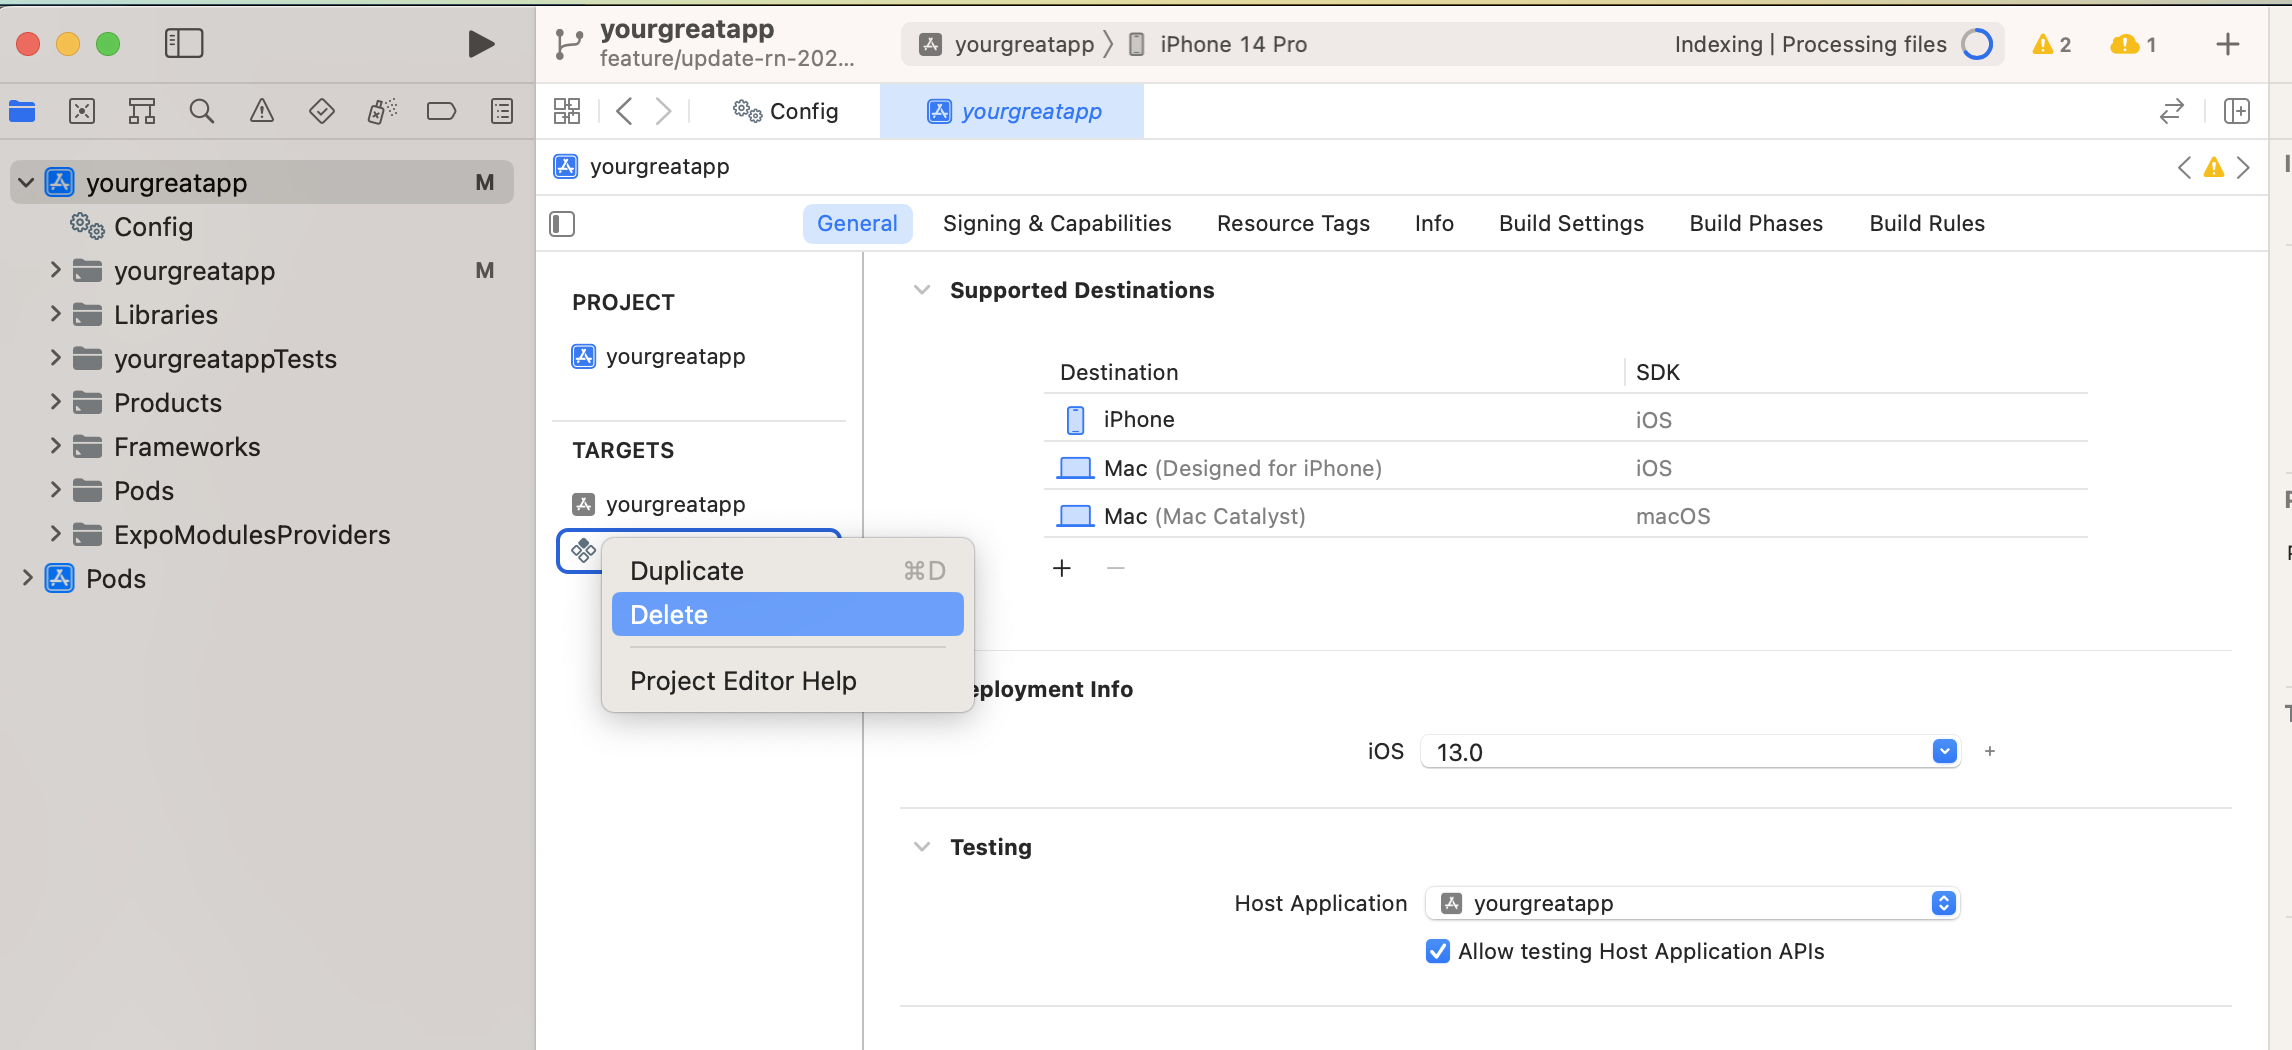 yourgreatapp
feature/update-rn-202...
yourgreatapp
iPhone 14 Pro
Indexing | Processing files
2
1
Config
yourgreatapp
yourgreatapp
yourgreatapp M
Config
yourgreatapp M
Libraries
yourgreatappTests
Products
Frameworks
Pods
ExpoModulesProviders
Pods
General Signing & Capabilities Resource Tags Info Build Settings Build Phases Build Rules
PROJECT
yourgreatapp
TARGETS
yourgreatapp
Duplicate ⌘D
Delete
Project Editor Help
Supported Destinations
Destination SDK
iPhone iOS
Mac (Designed for iPhone) iOS
Mac (Mac Catalyst) macOS
eployment Info
iOS 13.0
Testing
Host Application yourgreatapp
Allow testing Host Application APIs